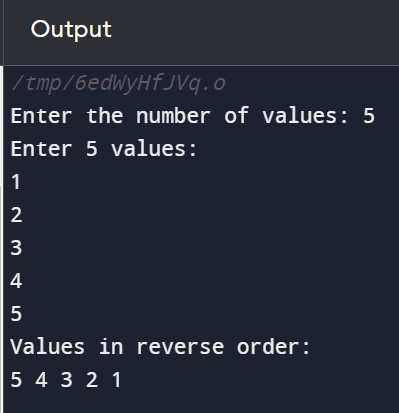 Output
/tmp/6edWyHfJVq.o
Enter the number of values: 5
Enter 5 values:
1
2
3
4
5
Values in reverse order:
5 4 3 2 1